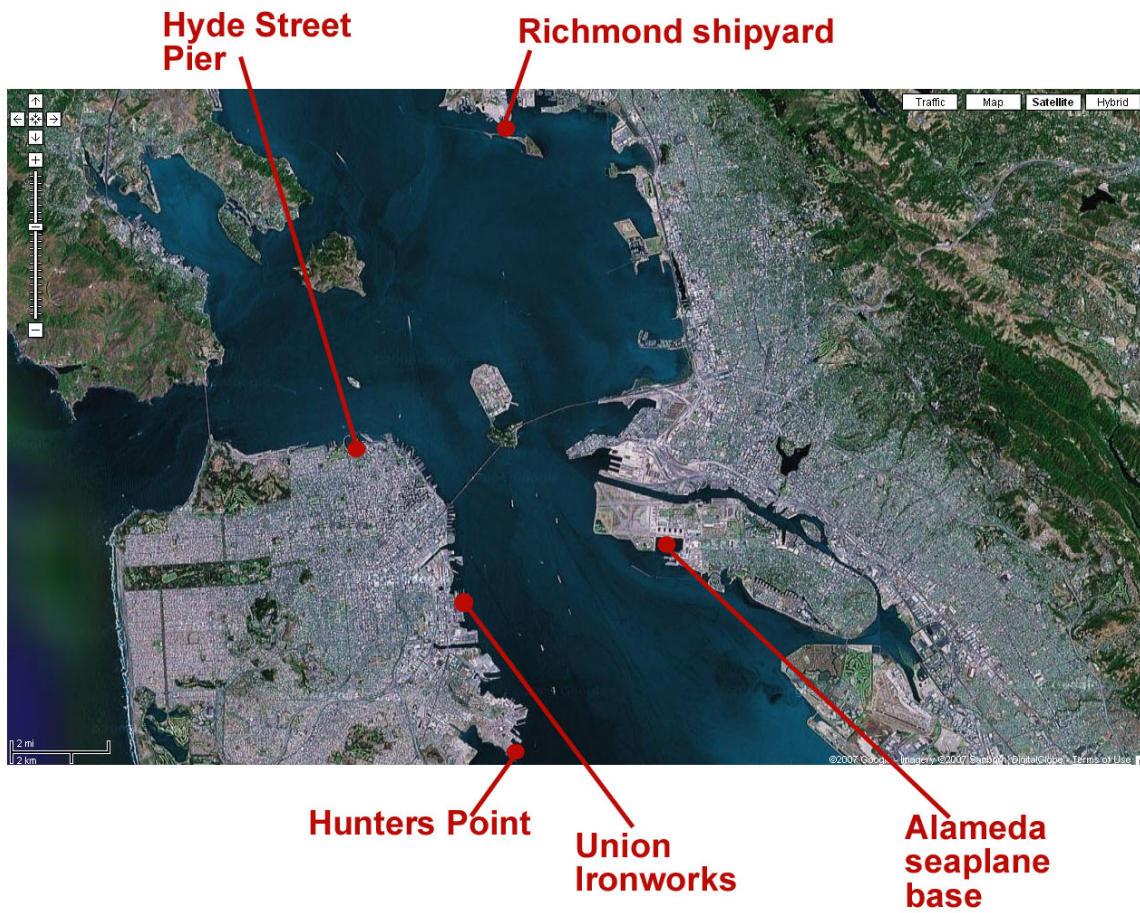 Hyde Street
Pier
Richmond shipyard
Traffic
Map
Satellite
Hybrid
2 mi
2 km
©2007 Google - Imagery ©2007 Sanborn, DigitalGlobe - Terms of Use
Hunters Point
Union
Ironworks
Alameda
seaplane
base